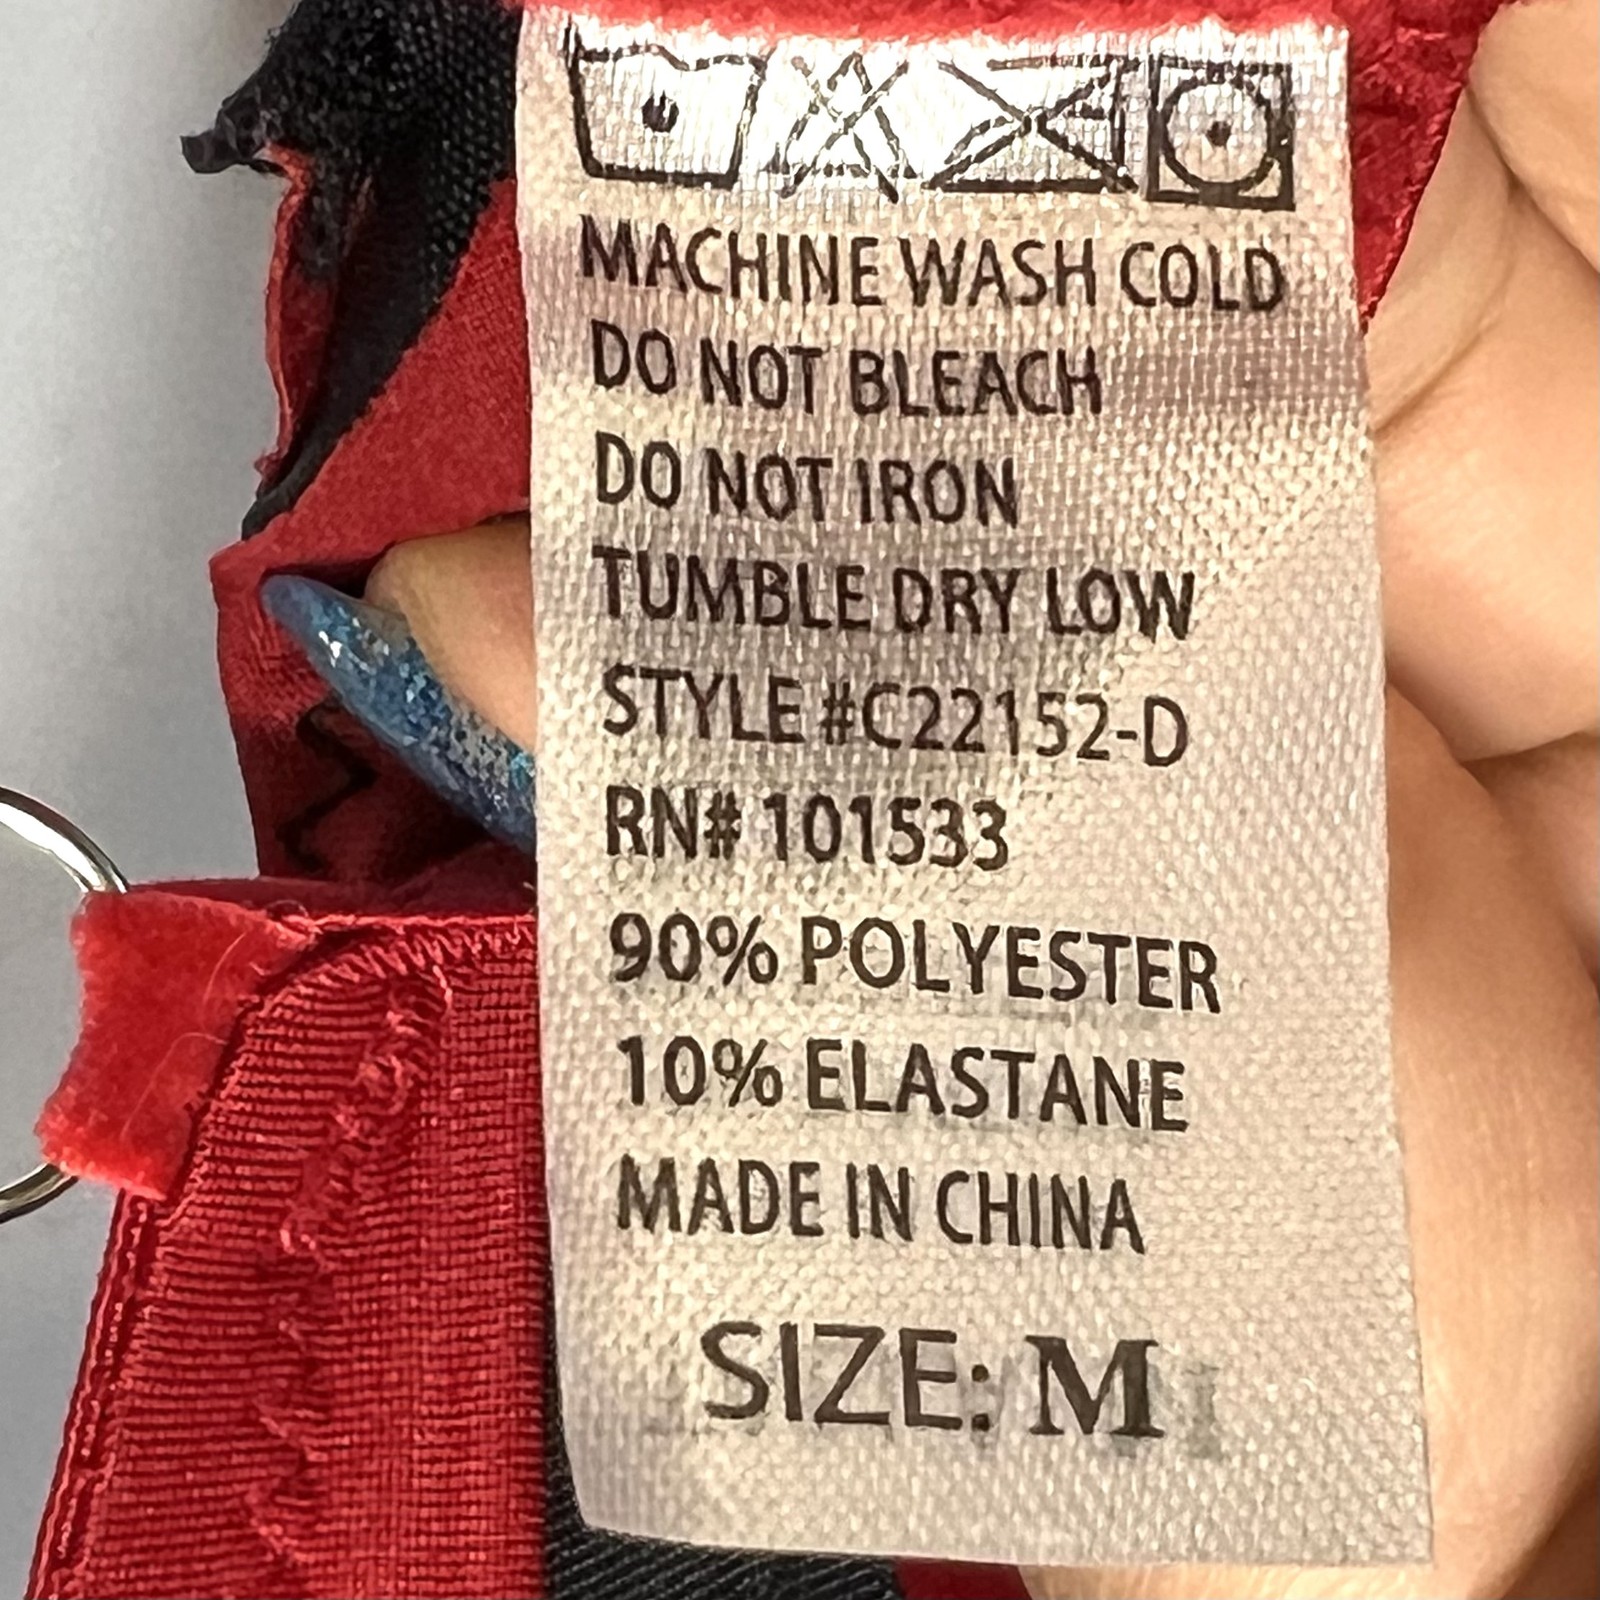 MACHINE WASH COLD
DO NOT BLEACH
DO NOT IRON
TUMBLE DRY LOW
STYLE #C22152-D
RN# 101533
90% POLYESTER
10% ELASTANE
MADE IN CHINA
SIZE: M